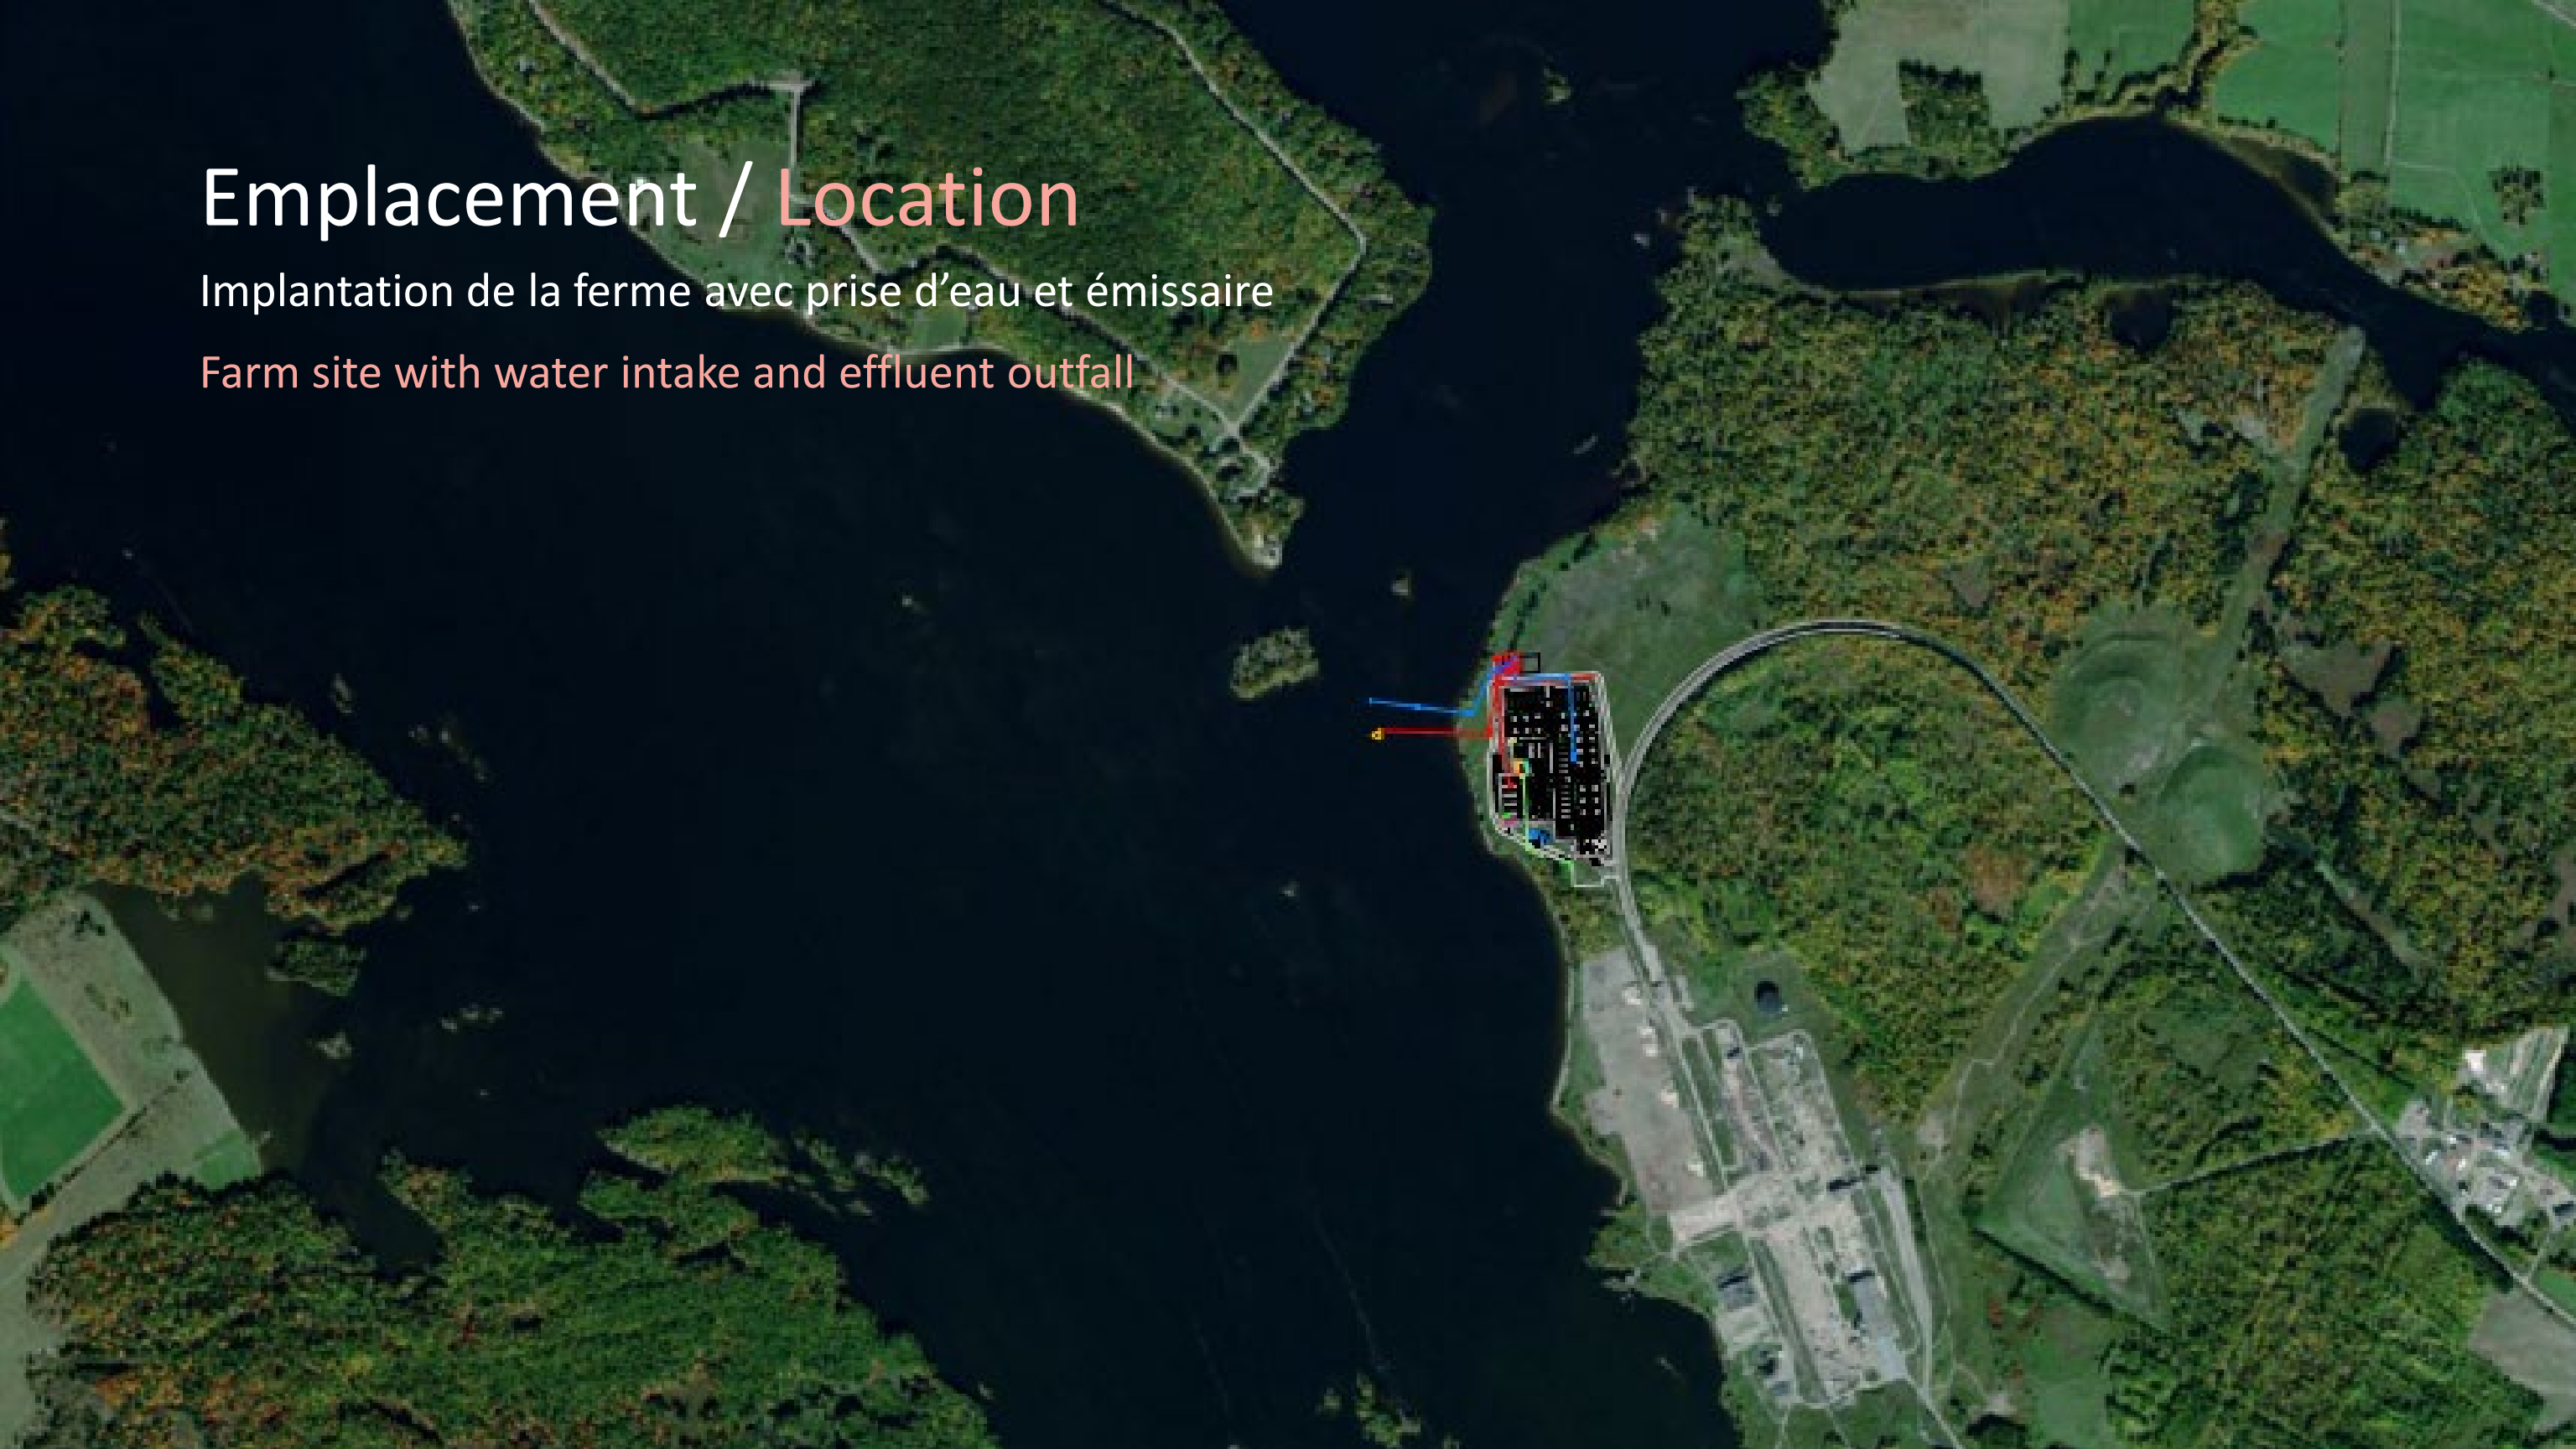 Emplacement / Location
Implantation de la ferme avec prise d’eau et émissaire
Farm site with water intake and effluent outfall